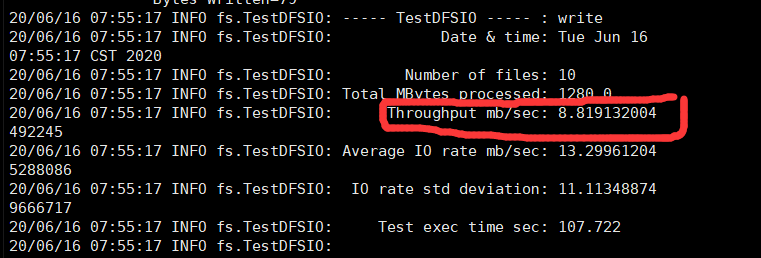 Bytes Written=79
20/06/16 07:55:17 INFO fs.TestDFSIO: ----- TestDFSIO ----- : write
20/06/16 07:55:17 INFO fs.TestDFSIO: Date & time: Tue Jun 16
07:55:17 CST 2020
20/06/16 07:55:17 INFO fs.TestDFSIO: Number of files: 10
20/06/16 07:55:17 INFO fs.TestDFSIO: Total MBytes processed: 1280.0
20/06/16 07:55:17 INFO fs.TestDFSIO: Throughput mb/sec: 8.819132004
492245
20/06/16 07:55:17 INFO fs.TestDFSIO: Average IO rate mb/sec: 13.29961204
5288086
20/06/16 07:55:17 INFO fs.TestDFSIO: IO rate std deviation: 11.11348874
9666717
20/06/16 07:55:17 INFO fs.TestDFSIO: Test exec time sec: 107.722
20/06/16 07:55:17 INFO fs.TestDFSIO: